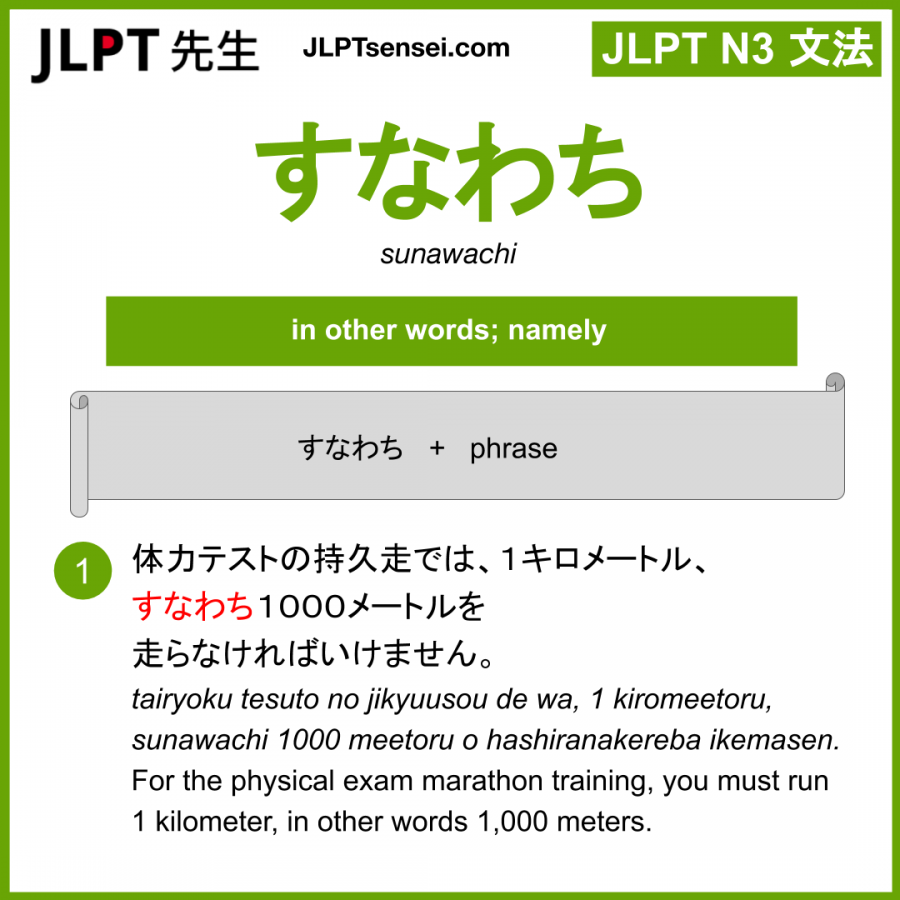 JLPT 先生
JLPTsensei.com
JLPT N3 文法
すなわち
sunawachi
in other words; namely
すなわち + phrase
1
体力テストの持久走では、１キロメートル、
すなわち１０００メートルを
走らなければいけません。
tairyoku tesuto no jikyuusou de wa, 1 kiromeetoru,
sunawachi 1000 meetoru o hashiranakereba ikemasen.
For the physical exam marathon training, you must run
1 kilometer, in other words 1,000 meters.